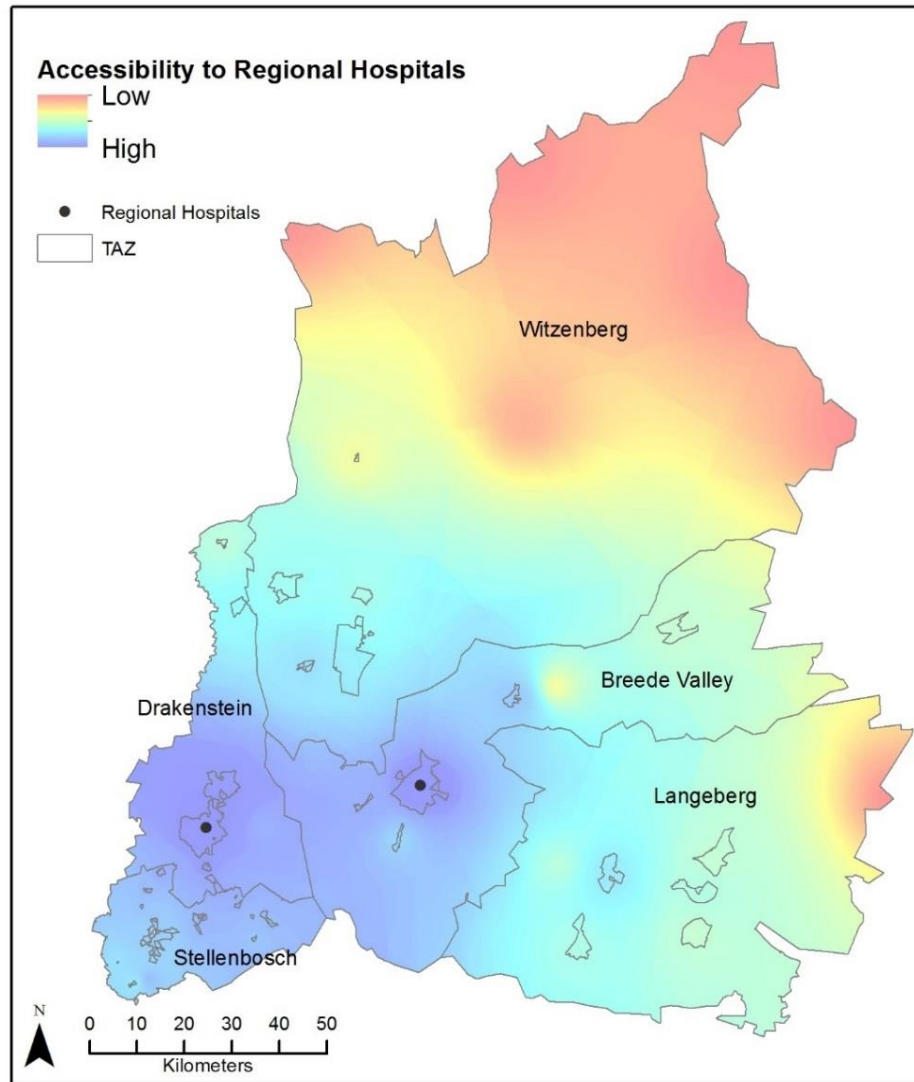 Accessibility to Regional Hospitals
Low
High
Regional Hospitals
TAZ
Witzenberg
Breede Valley
Drakenstein
Langeberg
Stellenbosch
N
0 10 20 30 40 50
Kilometers